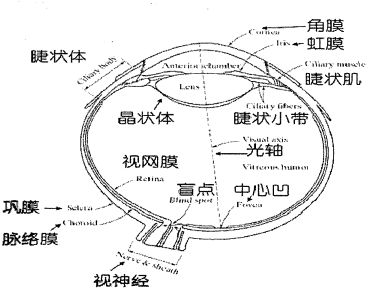 角膜
Cornea
虹膜
Iris
睫状体
Ciliary body
Anterior chamber
Ciliary muscle
睫状肌
Lens
Ciliary fibers
晶状体
睫状小带
Visual axis
光轴
视网膜
Vitreous humor
Retina
盲点
Blind spot
中心凹
Fovea
巩膜
Sclera
脉络膜
Choroid
Nerve & sheath
视神经